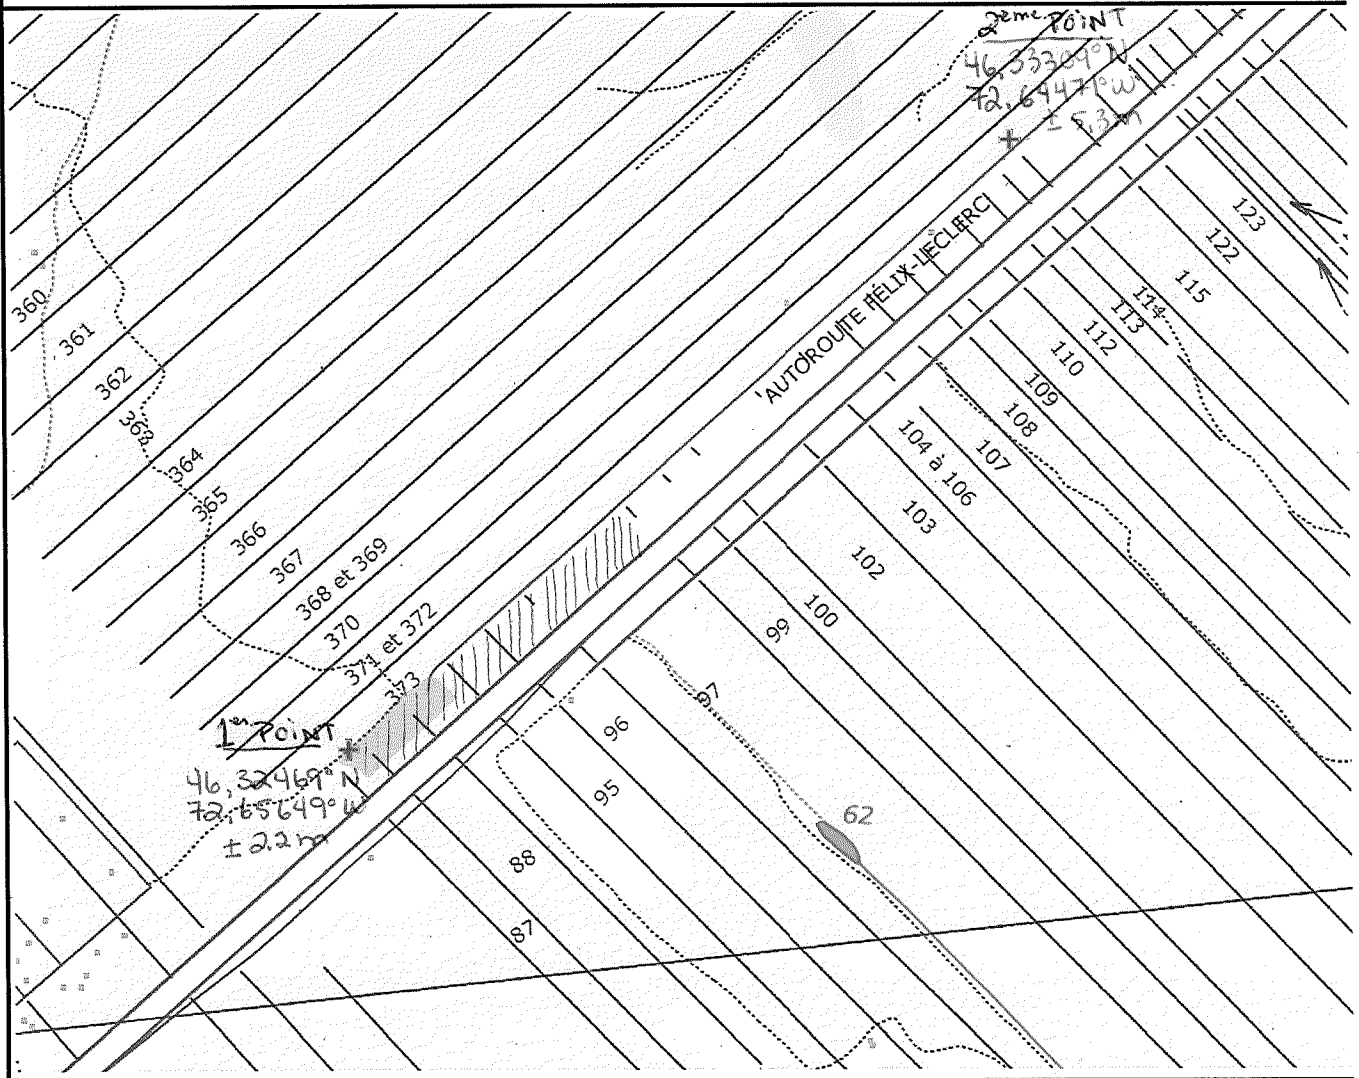 2ème POINT
46,33309° N
72,64471° W
± 5,3 m
123
122
115
114
113
112
110
109
108
107
104 à 106
103
102
100
99
97
96
95
88
87
62
AUTOROUTE FÉLIX-LECLERC
360
361
362
363
364
365
366
367
368 et 369
370
371 et 372
373
1er POINT
46,32469° N
72,65649° W
± 2.2 m